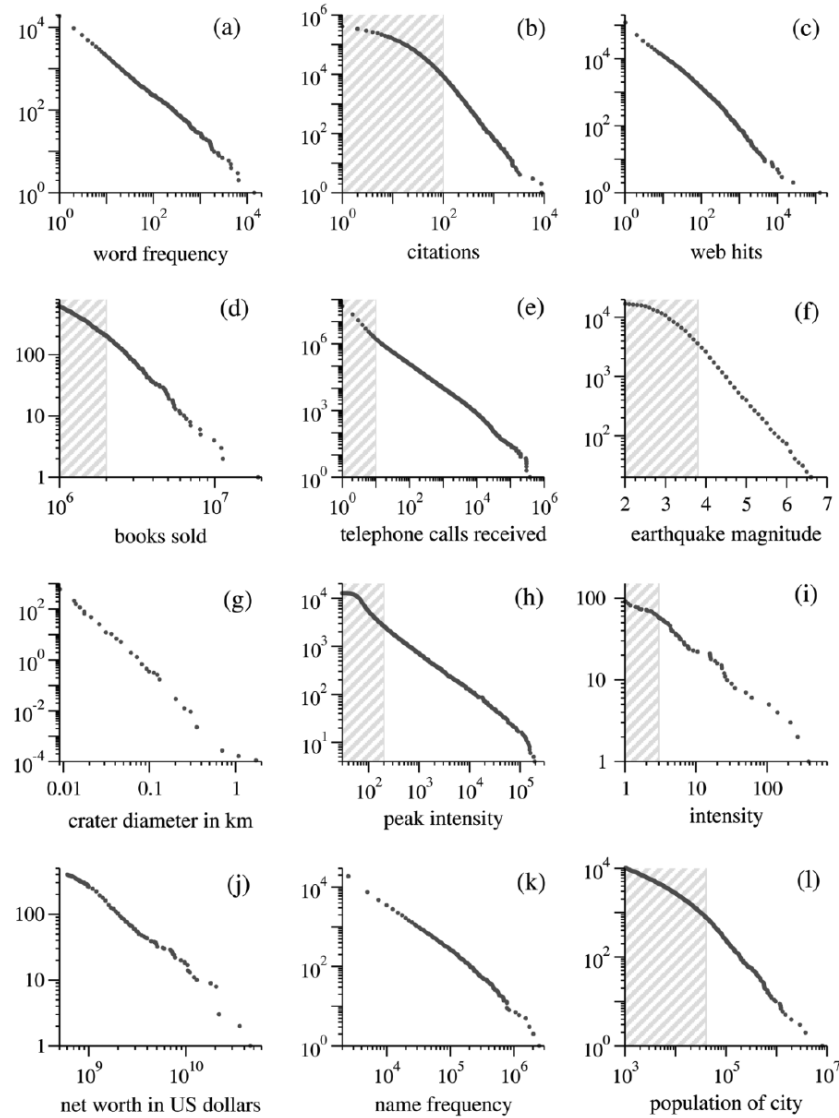 (a) (b) (c)
10^4 10^2 10^0
10^6 10^4 10^2 10^0
10^4 10^2 10^0
10^0 10^2 10^4
10^0 10^2 10^4
10^0 10^2 10^4
word frequency citations web hits
(d) (e) (f)
100 10 1
10^6 10^3 10^0
10^4 10^3 10^2
10^6 10^7
10^0 10^2 10^4 10^6
2 3 4 5 6 7
books sold telephone calls received earthquake magnitude
(g) (h) (i)
10^2 10^0 10^-2 10^-4
10^4 10^3 10^2 10^1
100 10 1
0.01 0.1 1
10^2 10^3 10^4 10^5
1 10 100
crater diameter in km peak intensity intensity
(j) (k) (l)
100 10 1
10^4 10^2 10^0
10^4 10^2 10^0
10^9 10^10
10^4 10^5 10^6
10^3 10^5 10^7
net worth in US dollars name frequency population of city